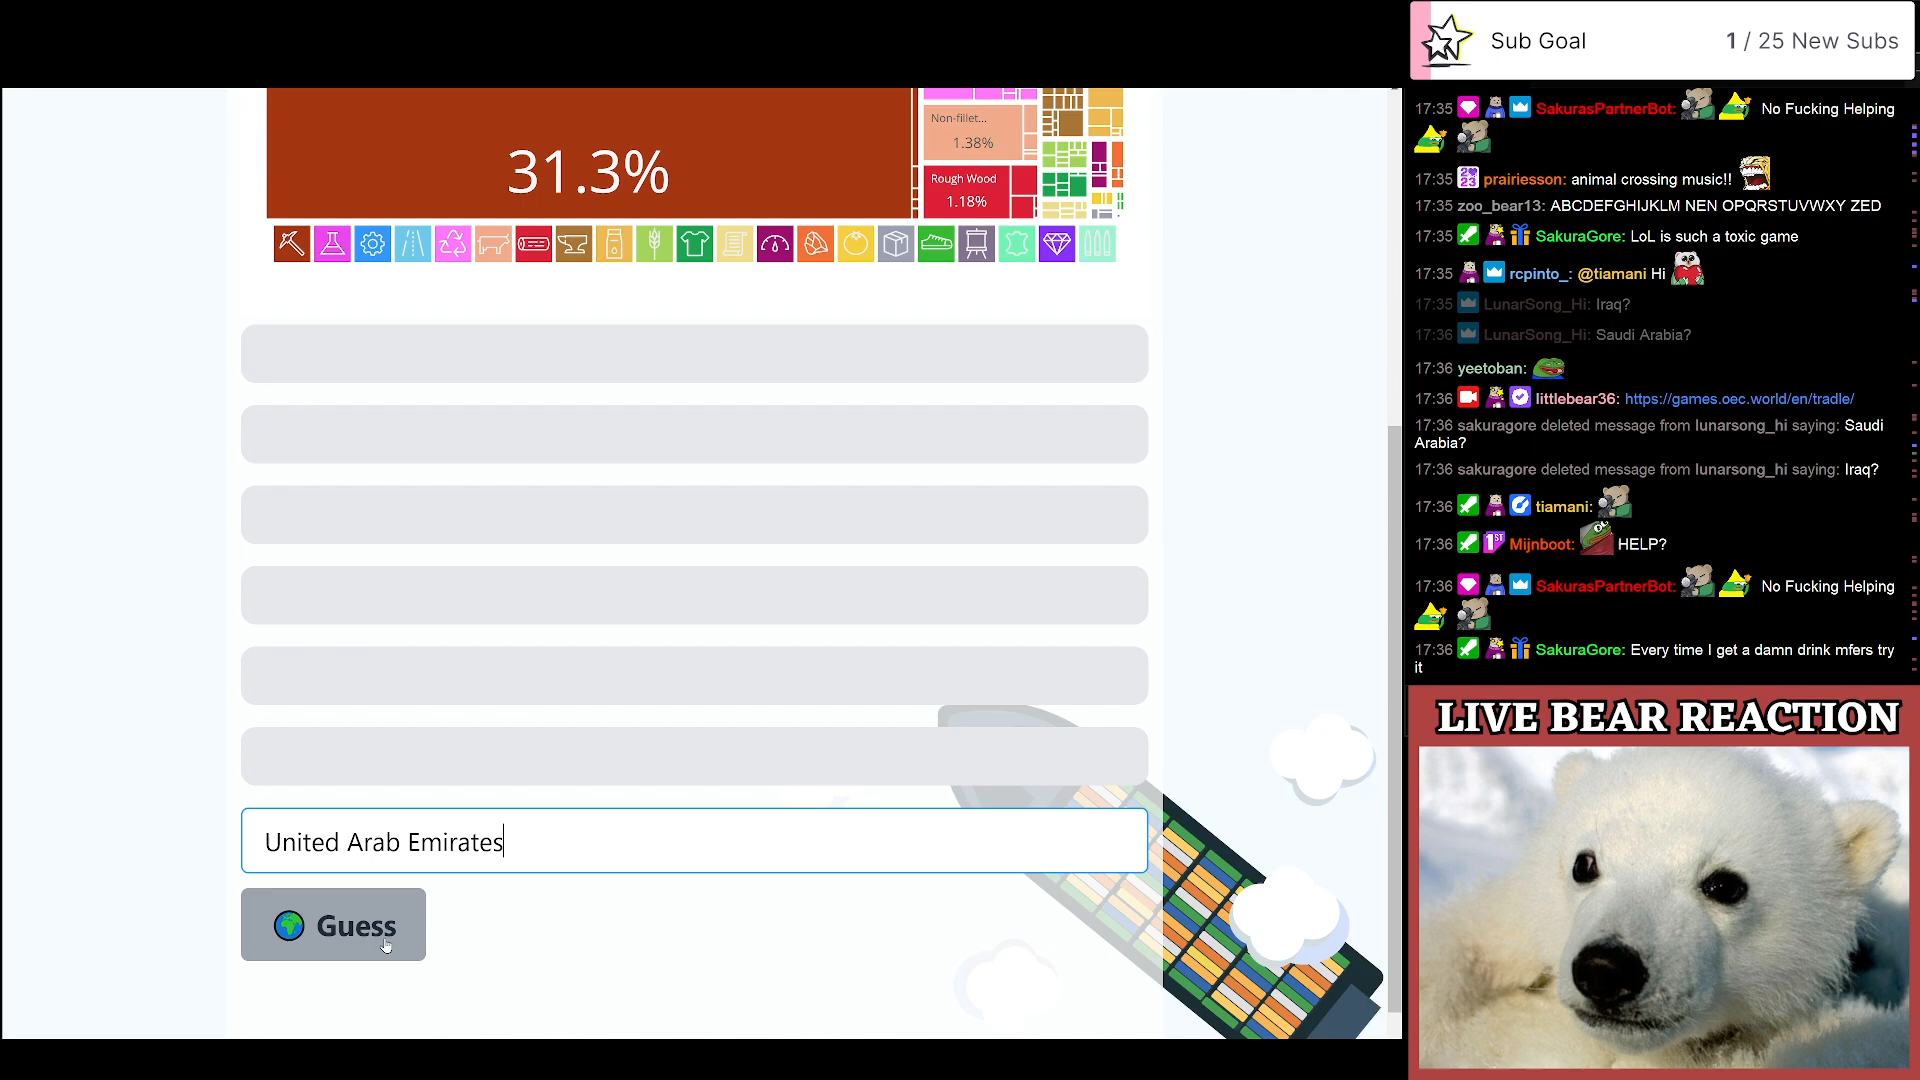 Sub Goal 1 / 25 New Subs
Non-fillet...
1.38%
31.3%
Rough Wood
1.18%
United Arab Emirates
Guess
17:35 SakurasPartnerBot: No Fucking Helping
17:35 prairiesson: animal crossing music!!
17:35 zoo_bear13: ABCDEFGHIJKLM NEN OPQRSTUVWXY ZED
17:35 SakuraGore: LoL is such a toxic game
17:35 rcpinto_: @tiamani Hi
17:35 LunarSong_Hi: Iraq?
17:36 LunarSong_Hi: Saudi Arabia?
17:36 yeetoban:
17:36 littlebear36: https://games.oec.world/en/tradle/
17:36 sakuragore deleted message from lunarsong_hi saying: Saudi
Arabia?
17:36 sakuragore deleted message from lunarsong_hi saying: Iraq?
17:36 tiamani:
17:36 1ST Mijnboot: HELP?
17:36 SakurasPartnerBot: No Fucking Helping
17:36 SakuraGore: Every time I get a damn drink mfers try
it
LIVE BEAR REACTION